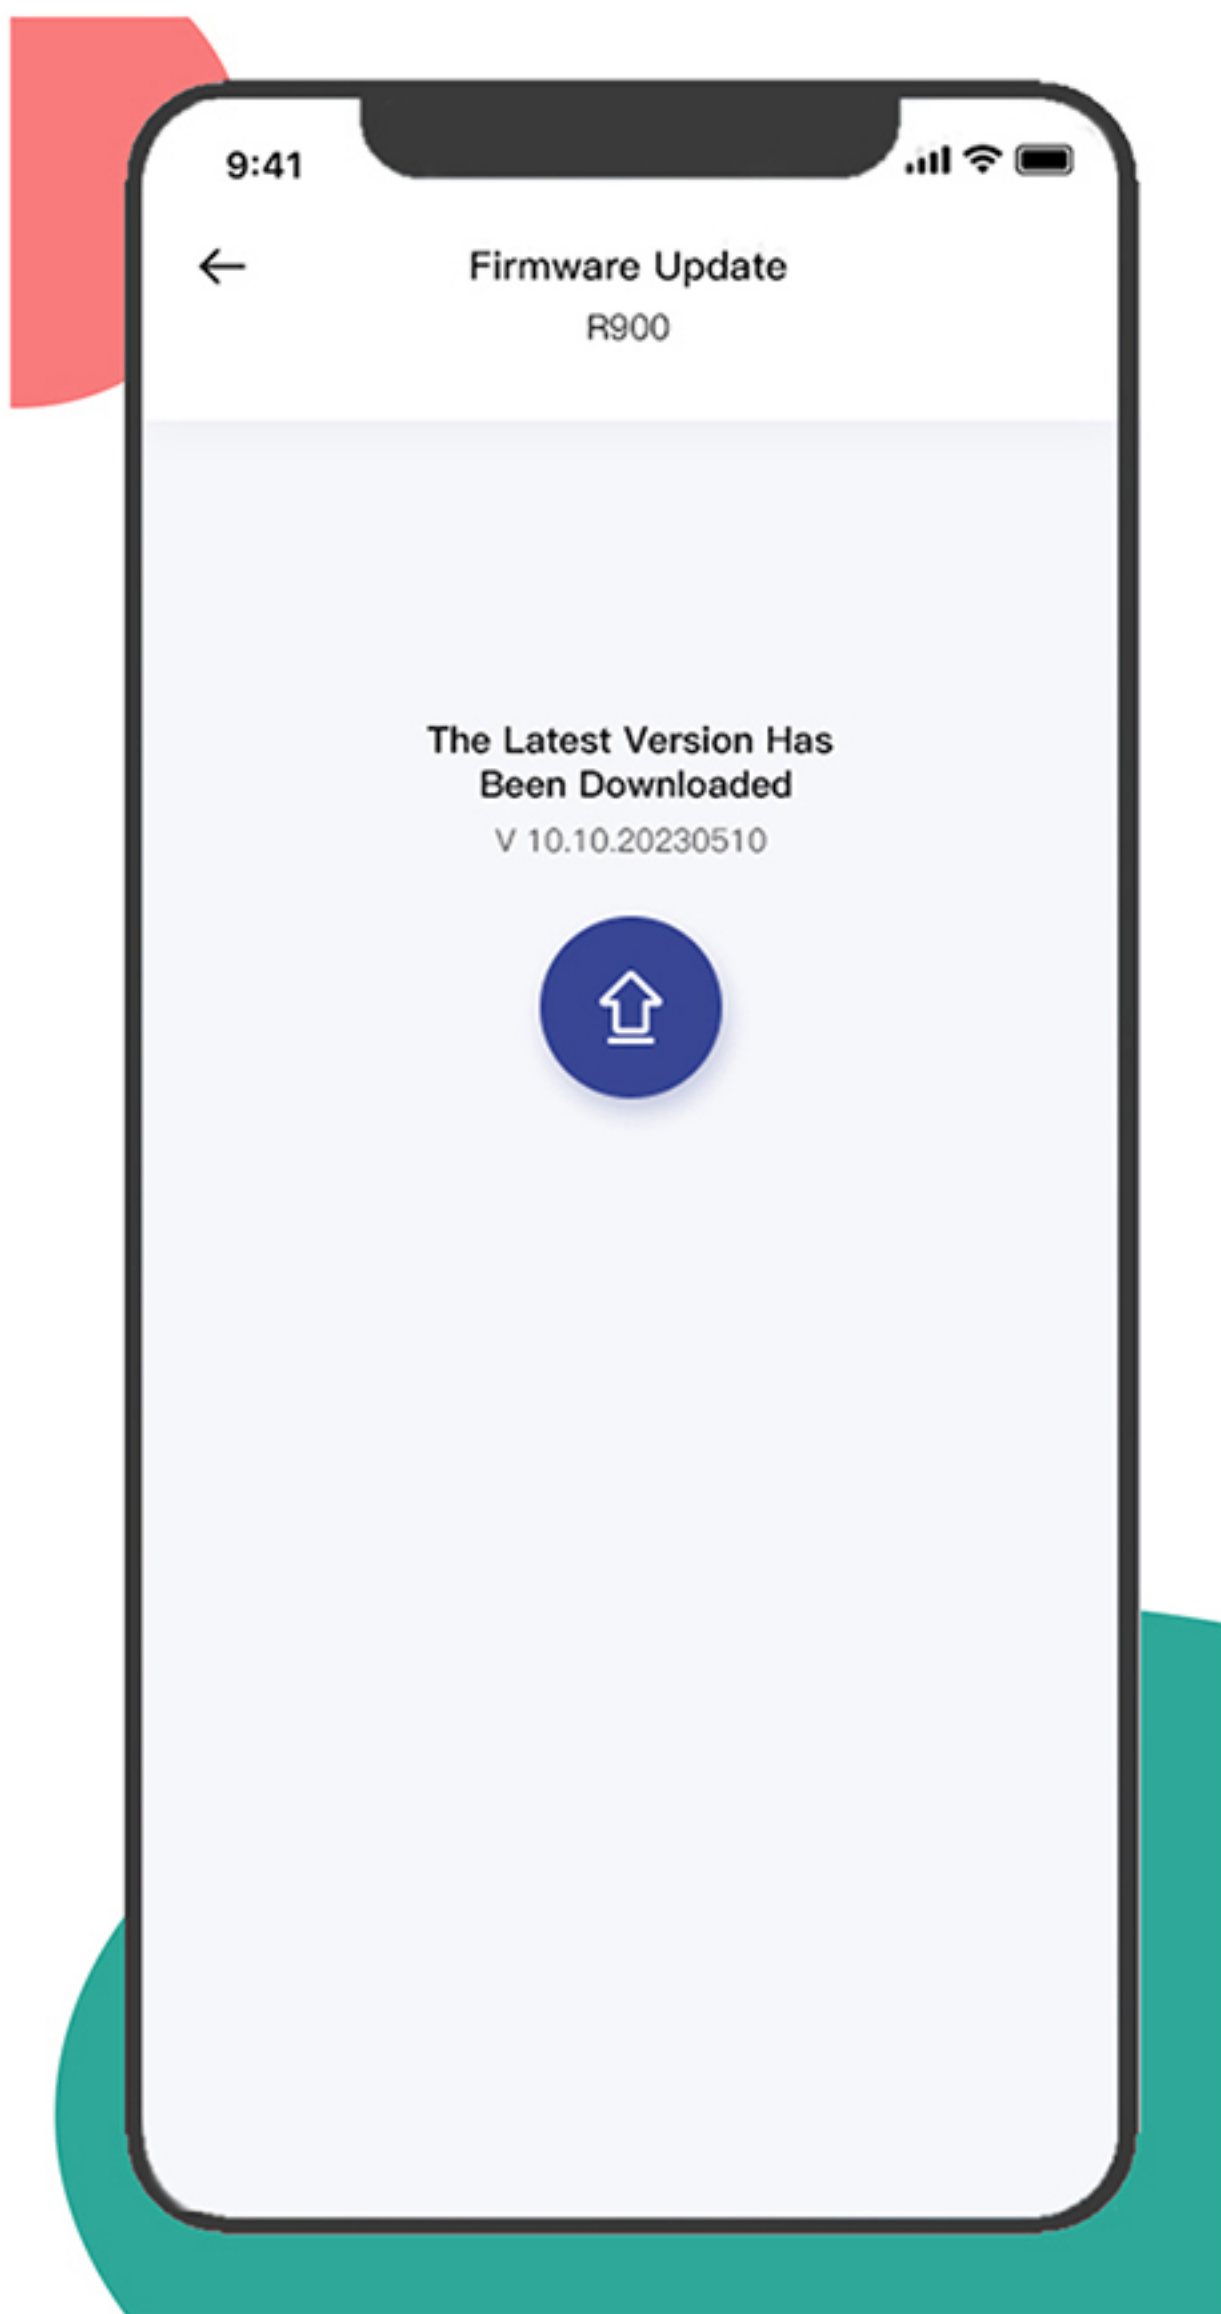 9:41
Firmware Update
R900
The Latest Version Has
Been Downloaded
V 10.10.20230510